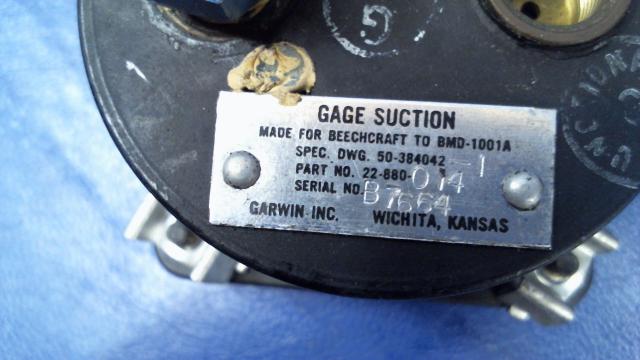 G
GAGE SUCTION
MADE FOR BEECHCRAFT TO BMD-1001A
SPEC. DWG. 50-384042-1
PART NO. 22-880-014
SERIAL NO. B7664
GARWIN INC. WICHITA, KANSAS